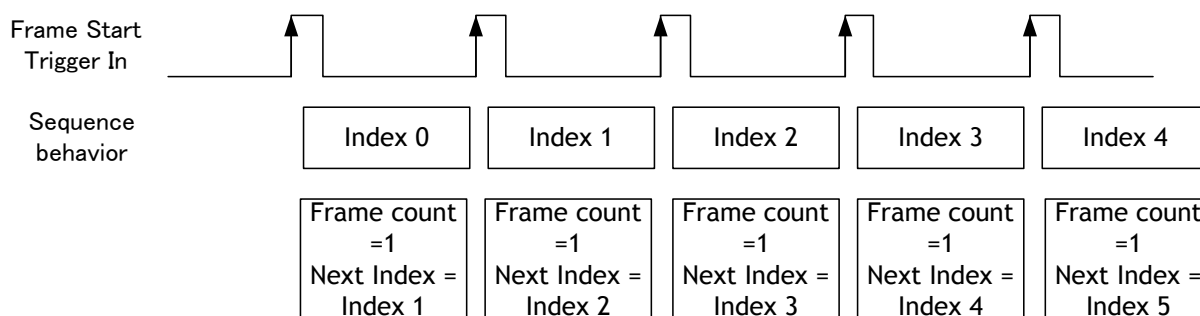 Frame Start
Trigger In
Sequence
behavior
Index 0
Index 1
Index 2
Index 3
Index 4
Frame count
=1
Next Index =
Index 1
Frame count
=1
Next Index =
Index 2
Frame count
=1
Next Index =
Index 3
Frame count
=1
Next Index =
Index 4
Frame count
=1
Next Index =
Index 5